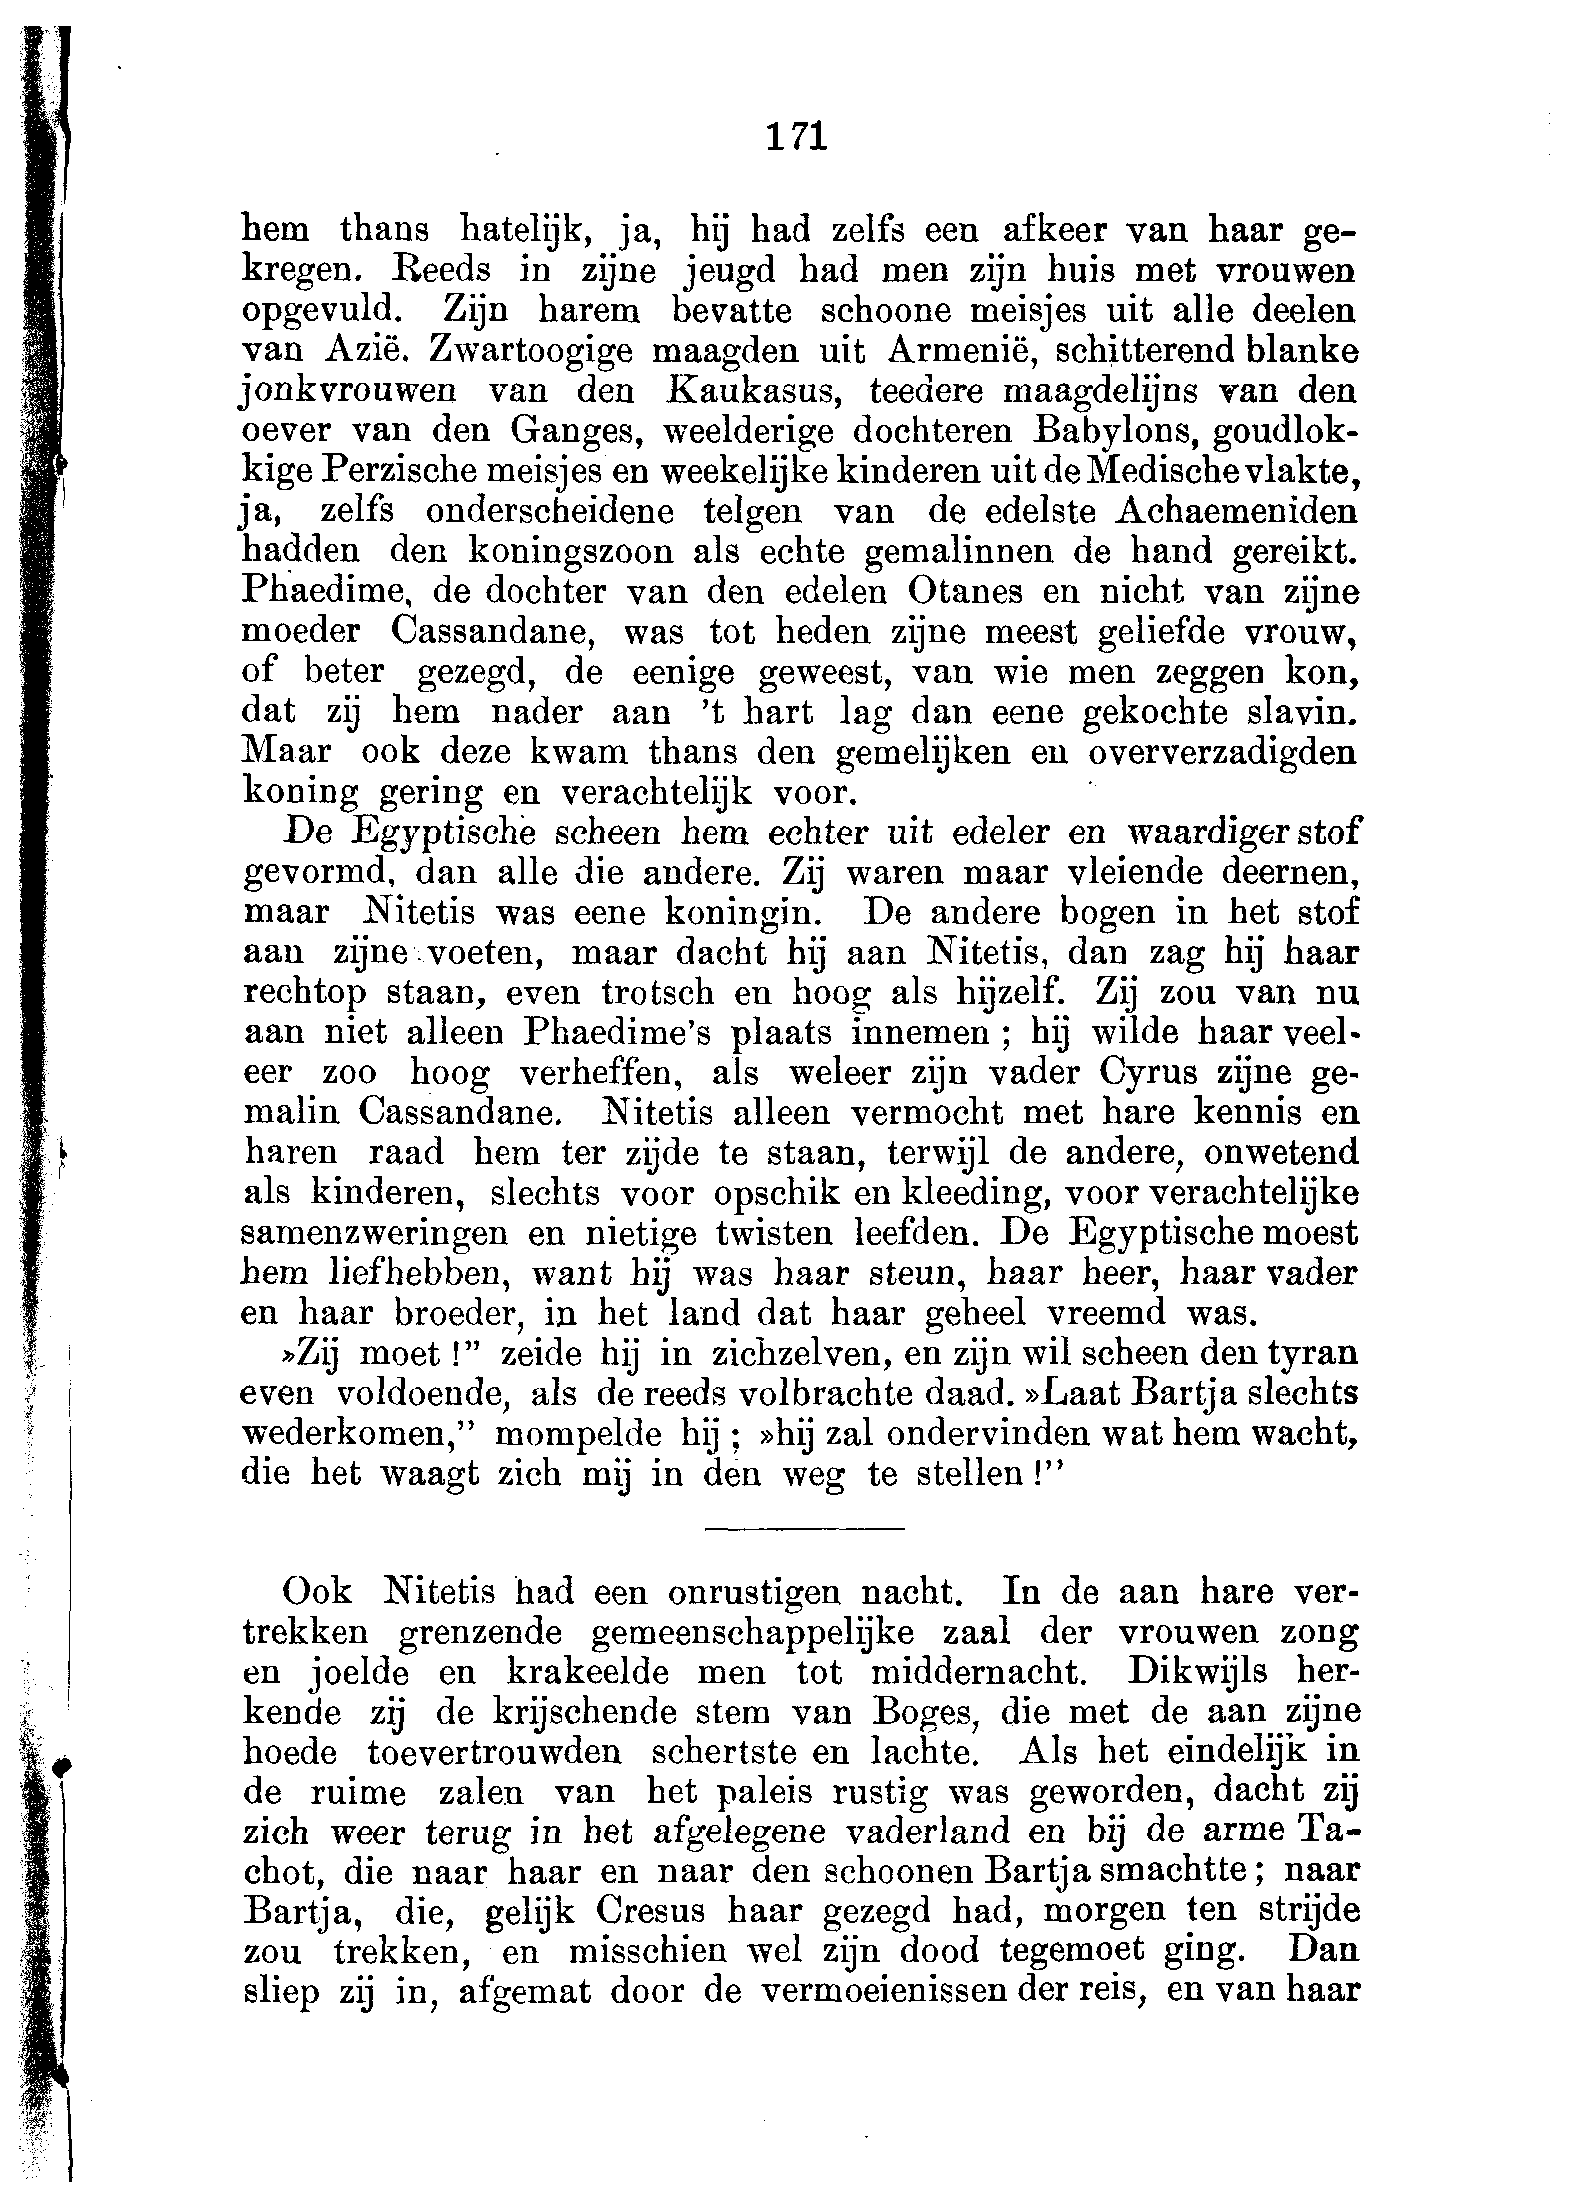 171
hem thans hatelijk, ja, hij had zelfs een afkeer van haar ge-
kregen. Reeds in zijne jeugd had men zijn huis met vrouwen
opgevuld. Zijn harem bevatte schoone meisjes uit alle deelen
van Azië. Zwartoogige maagden uit Armenië, schitterend blanke
jonkvrouwen van den Kaukasus, teedere maagdelijns van den
oever van den Ganges, weelderige dochteren Babylons, goudlok-
kige Perzische meisjes en weekelijke kinderen uit de Medische vlakte,
ja, zelfs onderscheidene telgen van de edelste Achaemeniden
hadden den koningszoon als echte gemalinnen de hand gereikt.
Phaedime, de dochter van den edelen Otanes en nicht van zijne
moeder Cassandane, was tot heden zijne meest geliefde vrouw,
of beter gezegd, de eenige geweest, van wie men zeggen kon,
dat zij hem nader aan 't hart lag dan eene gekochte slavin.
Maar ook deze kwam thans den gemelijken en oververzadigden
koning gering en verachtelijk voor.
De Egyptische scheen hem echter uit edeler en waardiger stof
gevormd, dan alle die andere. Zij waren maar vleiende deernen,
maar Nitetis was eene koningin. De andere bogen in het stof
aan zijne voeten, maar dacht hij aan Nitetis, dan zag hij haar
rechtop staan, even trotsch en hoog als hijzelf. Zij zou van nu
aan niet alleen Phaedime's plaats innemen ; hij wilde haar veel-
eer zoo hoog verheffen, als weleer zijn vader Cyrus zijne ge-
malin Cassandane. Nitetis alleen vermocht met hare kennis en
haren raad hem ter zijde te staan, terwijl de andere, onwetend
als kinderen, slechts voor opschik en kleeding, voor verachtelijke
samenzweringen en nietige twisten leefden. De Egyptische moest
hem liefhebben, want hij was haar steun, haar heer, haar vader
en haar broeder, in het land dat haar geheel vreemd was.
»Zij moet !” zeide hij in zichzelven, en zijn wil scheen den tyran
even voldoende, als de reeds volbrachte daad. »Laat Bartja slechts
wederkomen,” mompelde hij ; »hij zal ondervinden wat hem wacht,
die het waagt zich mij in den weg te stellen !”
Ook Nitetis had een onrustigen nacht. In de aan hare ver-
trekken grenzende gemeenschappelijke zaal der vrouwen zong
en joelde en krakeelde men tot middernacht. Dikwijls her-
kende zij de krijschende stem van Boges, die met de aan zijne
hoede toevertrouwden schertste en lachte. Als het eindelijk in
de ruime zalen van het paleis rustig was geworden, dacht zij
zich weer terug in het afgelegene vaderland en bij de arme Ta-
chot, die naar haar en naar den schoonen Bartja smachtte ; naar
Bartja, die, gelijk Cresus haar gezegd had, morgen ten strijde
zou trekken, en misschien wel zijn dood tegemoet ging. Dan
sliep zij in, afgemat door de vermoeienissen der reis, en van haar